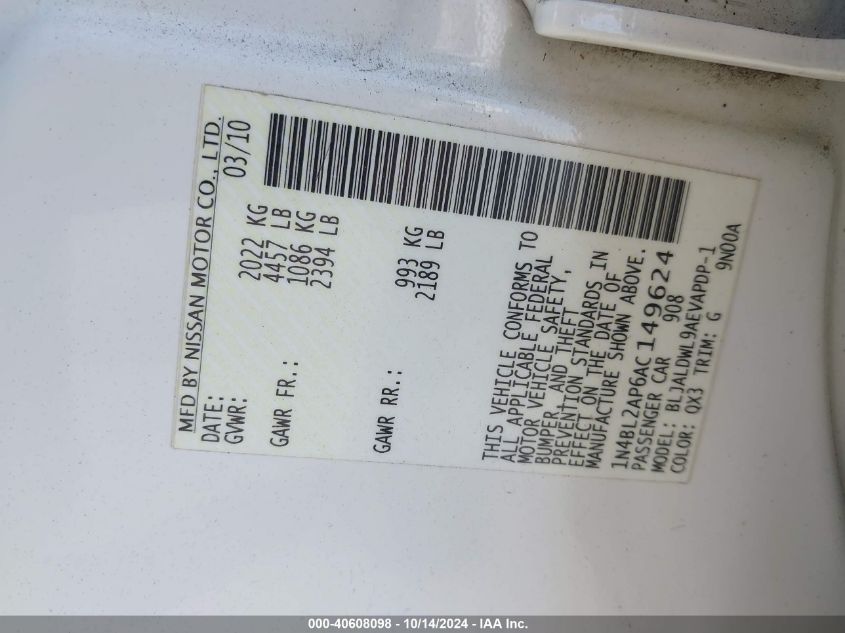 MFD BY NISSAN MOTOR CO., LTD.
DATE: 03/10
GVWR: 2022 KG
4457 LB
GAWR FR.: 1086 KG
2394 LB
GAWR RR.: 993 KG
2189 LB
THIS VEHICLE CONFORMS TO
ALL APPLICABLE FEDERAL
MOTOR VEHICLE SAFETY,
BUMPER, AND THEFT
PREVENTION STANDARDS IN
EFFECT ON THE DATE OF
MANUFACTURE SHOWN ABOVE.
1N4BL2AP6AC149624
PASSENGER CAR 908
MODEL: BLJALDWL9AEVAPDP-1
COLOR: QX3 TRIM: G 9N00A
000-40608098 - 10/14/2024 - IAA Inc.